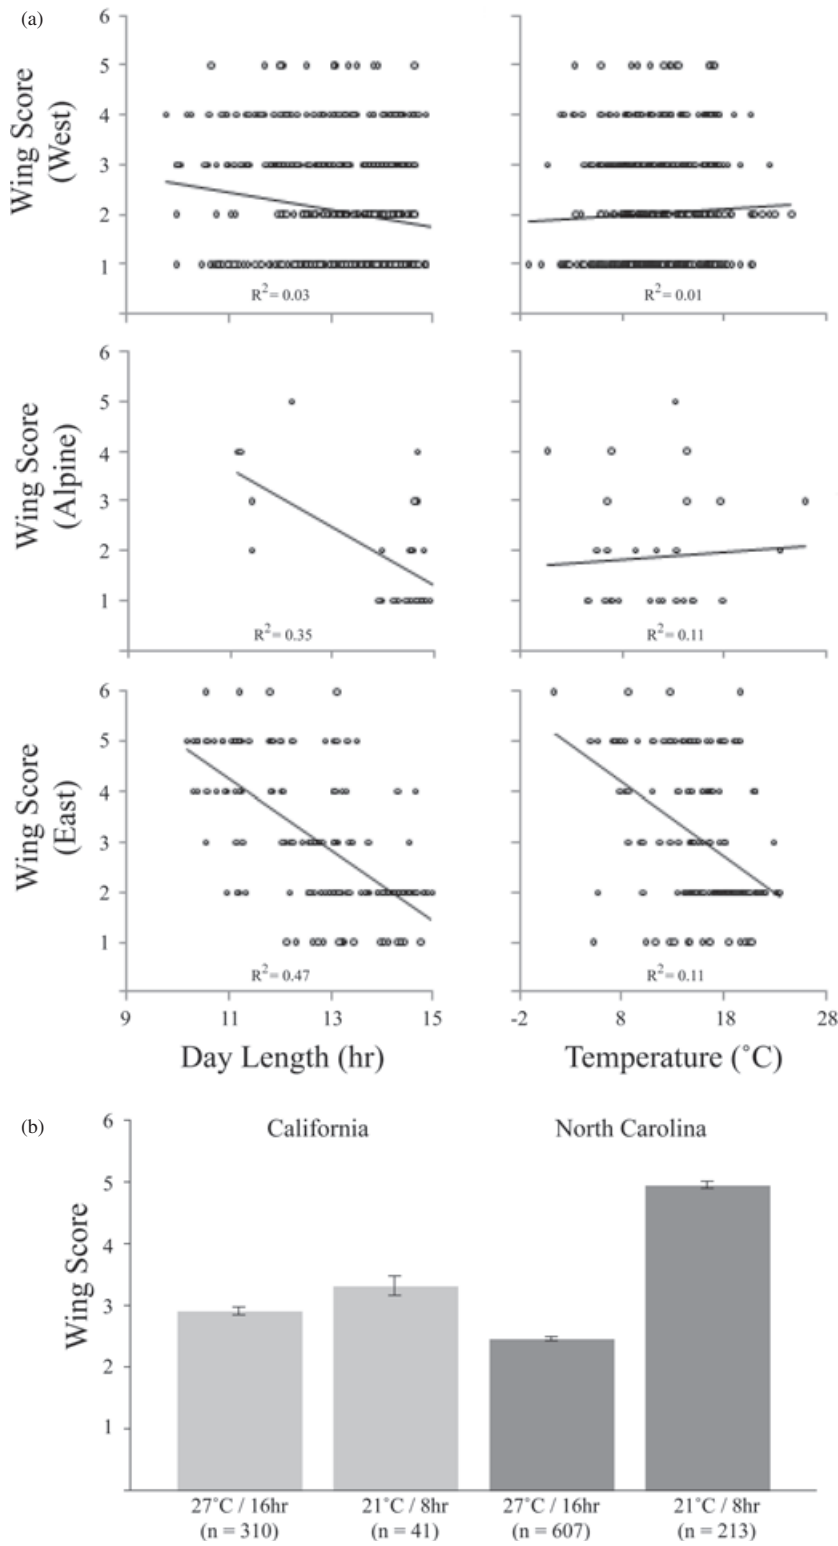 (a)
6
5
4
3
2
1
Wing Score
(West)
R2 = 0.03
R2 = 0.01
8
18
28
6
5
4
3
2
1
Wing Score
(Alpine)
R2 = 0.35
R2 = 0.11
6
5
4
3
2
1
Wing Score
(East)
R2 = 0.47
R2 = 0.11
9
11
13
15
-2
8
18
28
Day Length (hr)
Temperature (˚C)
(b)
California
North Carolina
6
5
4
3
2
1
Wing Score
27˚C / 16hr
(n = 310)
21˚C / 8hr
(n = 41)
27˚C / 16hr
(n = 607)
21˚C / 8hr
(n = 213)